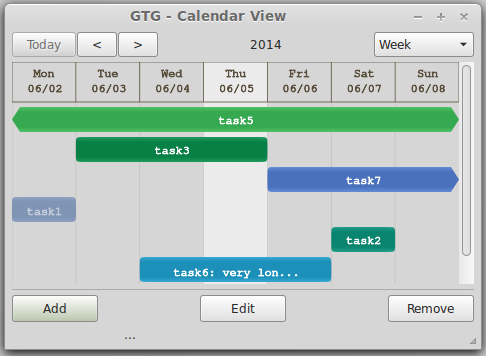 GTG - Calendar View
Today < > 2014 Week
Mon Tue Wed Thu Fri Sat Sun
06/02 06/03 06/04 06/05 06/06 06/07 06/08
task5
task3
task7
task1
task2
task6: very lon...
Add Edit Remove
...